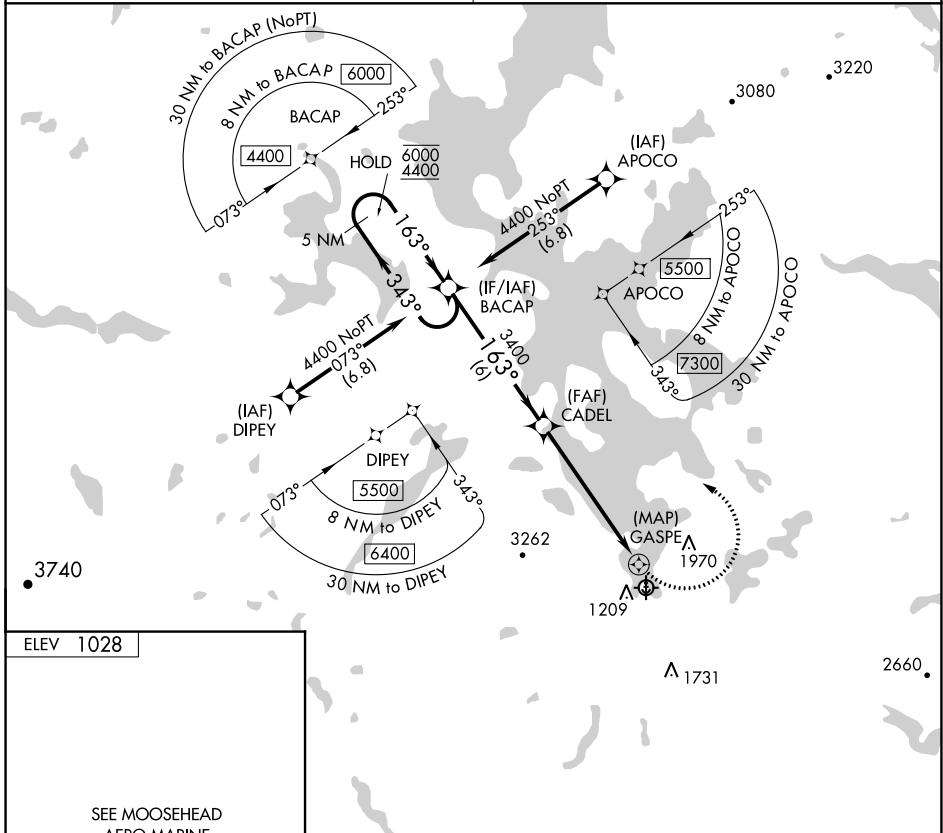 30 NM to BACAP (NoPT)
8 NM to BACAP
6000
253°
BACAP
4400
073°
HOLD
6000
4400
5 NM
163°
343°
(IF/IAF)
BACAP
4400 NoPT
253°
(6.8)
(IAF)
APOCO
3080
3220
253°
5500
APOCO
8 NM to APOCO
7300
30 NM to APOCO
343°
4400 NoPT
073°
(6.8)
(IAF)
DIPEY
3400
163°
(6)
(FAF)
CADEL
DIPEY
073°
5500
343°
8 NM to DIPEY
6400
30 NM to DIPEY
3262
(MAP)
GASPE
1970
1209
3740
1731
2660
ELEV 1028
SEE MOOSEHEAD
AERO MARINE